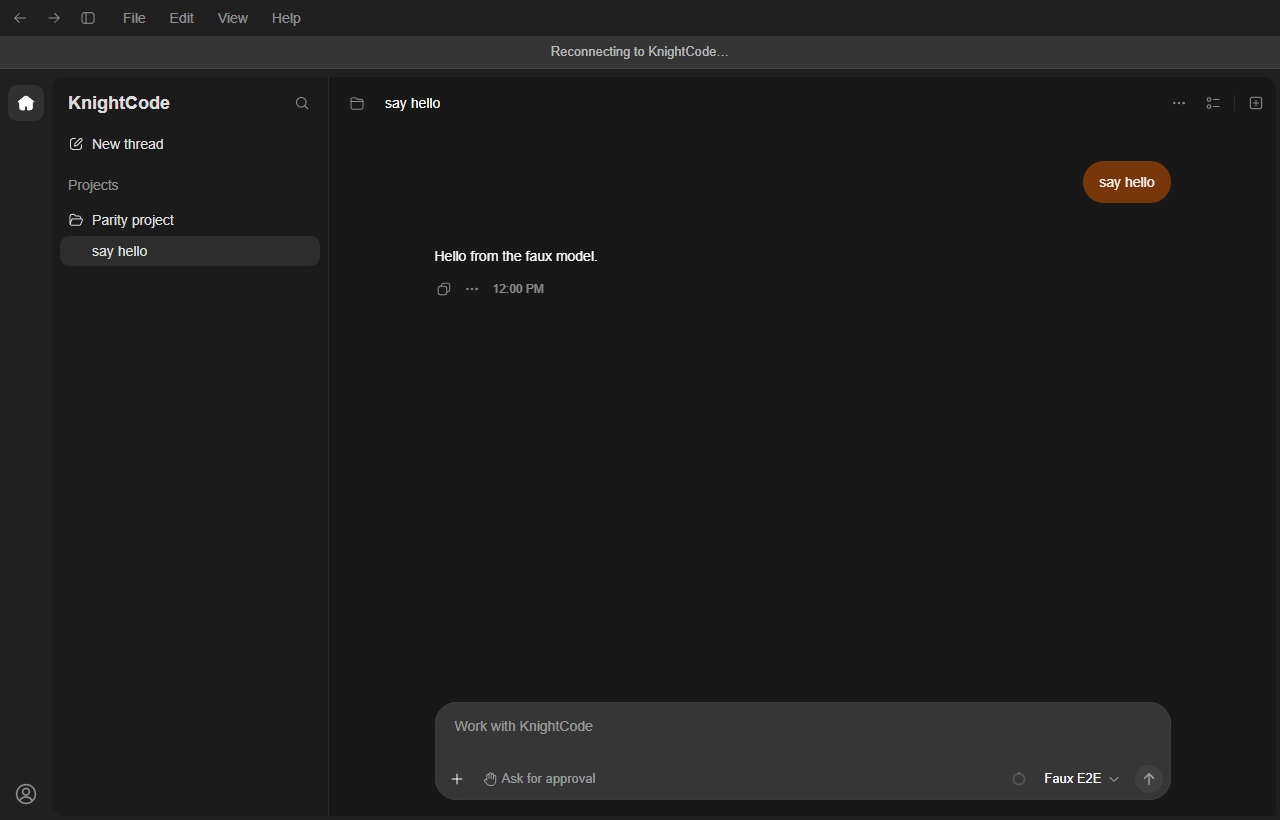 File Edit View Help
Reconnecting to KnightCode...
KnightCode
New thread
Projects
Parity project
say hello
say hello
say hello
Hello from the faux model.
12:00 PM
Work with KnightCode
Ask for approval
Faux E2E